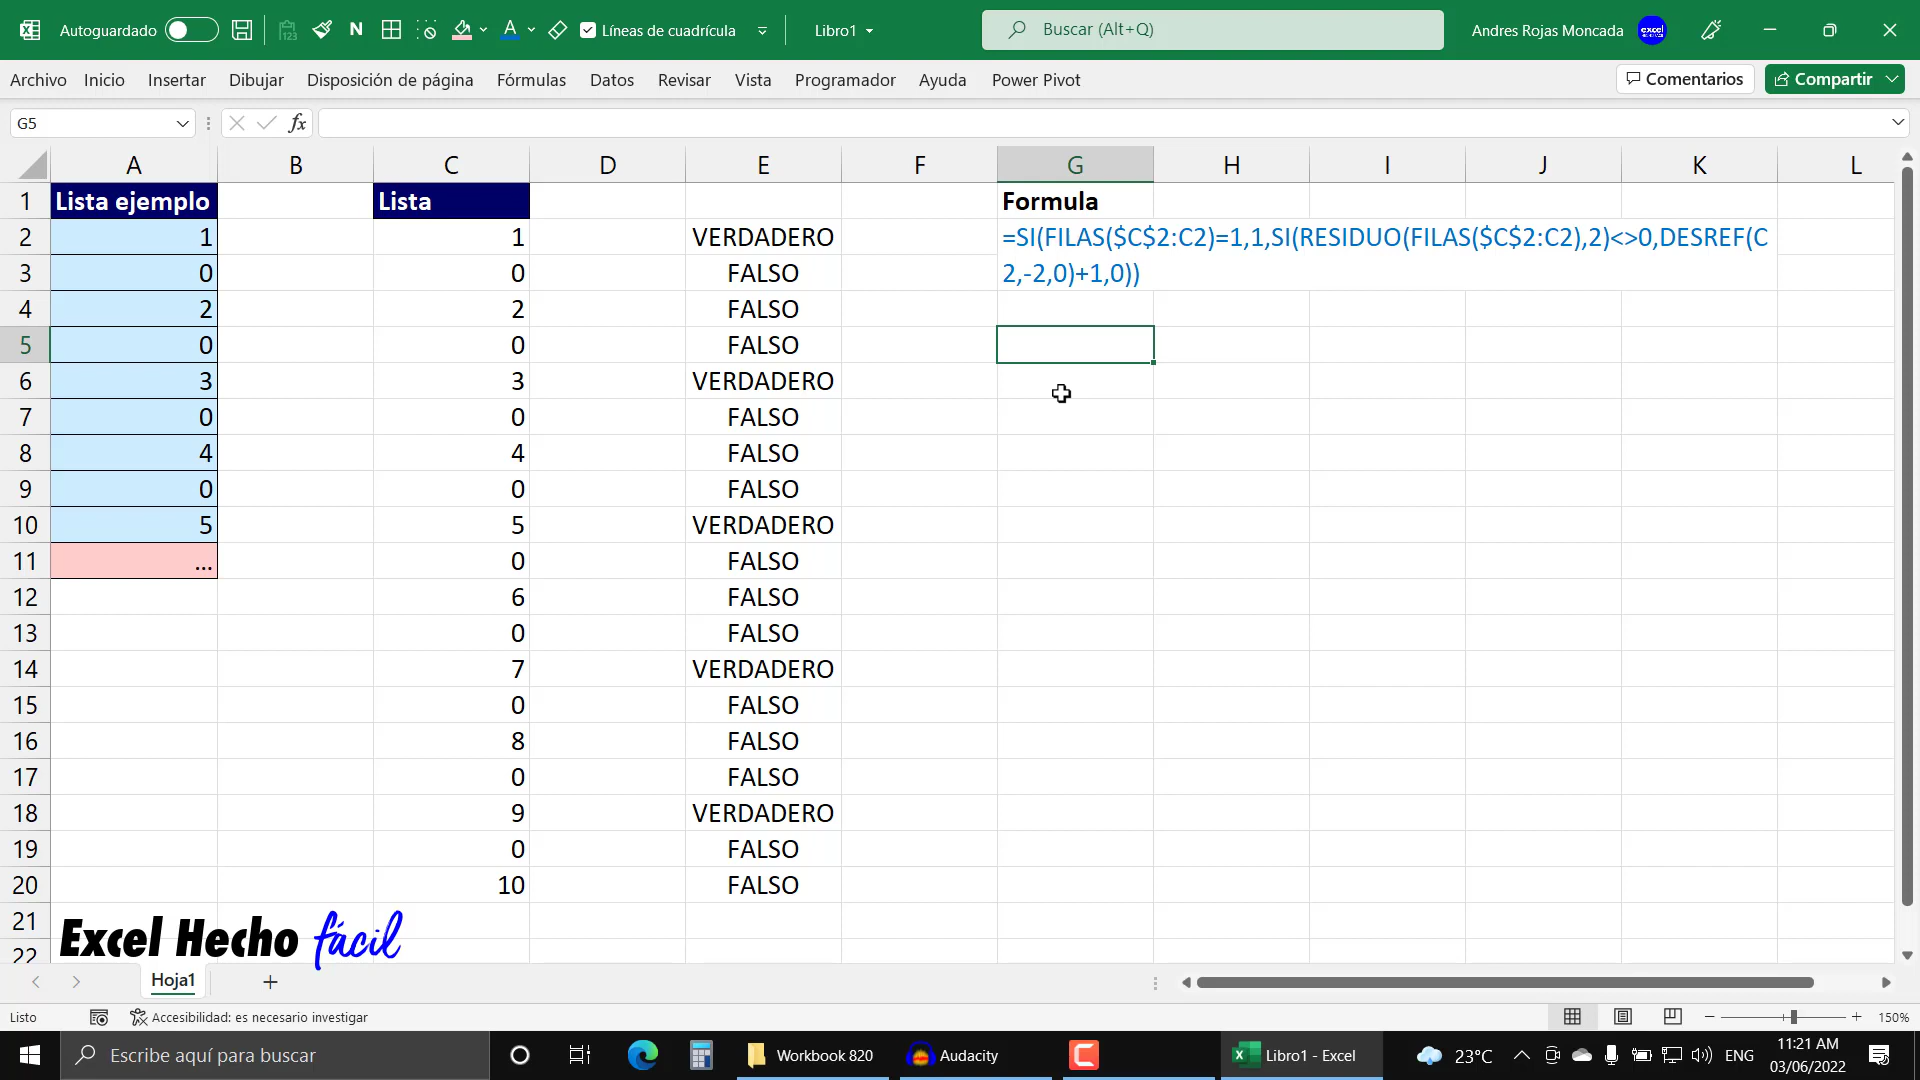 Autoguardado N A Líneas de cuadrícula Libro1 Buscar (Alt+Q) Andres Rojas Moncada
Archivo Inicio Insertar Dibujar Disposición de página Fórmulas Datos Revisar Vista Programador Ayuda Power Pivot Comentarios Compartir
G5 fx
A B C D E F G H I J K L
1 Lista ejemplo Lista Formula
2 1 1 VERDADERO =SI(FILAS($C$2:C2)=1,1,SI(RESIDUO(FILAS($C$2:C2),2)<>0,DESREF(C
3 0 0 FALSO 2,-2,0)+1,0))
4 2 2 FALSO
5 0 0 FALSO
6 3 3 VERDADERO
7 0 0 FALSO
8 4 4 FALSO
9 0 0 FALSO
10 5 5 VERDADERO
11 ... 0 FALSO
12 6 FALSO
13 0 FALSO
14 7 VERDADERO
15 0 FALSO
16 8 FALSO
17 0 FALSO
18 9 VERDADERO
19 0 FALSO
20 10 FALSO
21
22
Excel Hecho fácil
Hoja1
Listo Accesibilidad: es necesario investigar 150%
Escribe aquí para buscar Workbook 820 Audacity Libro1 - Excel 23°C ENG 11:21 AM
03/06/2022